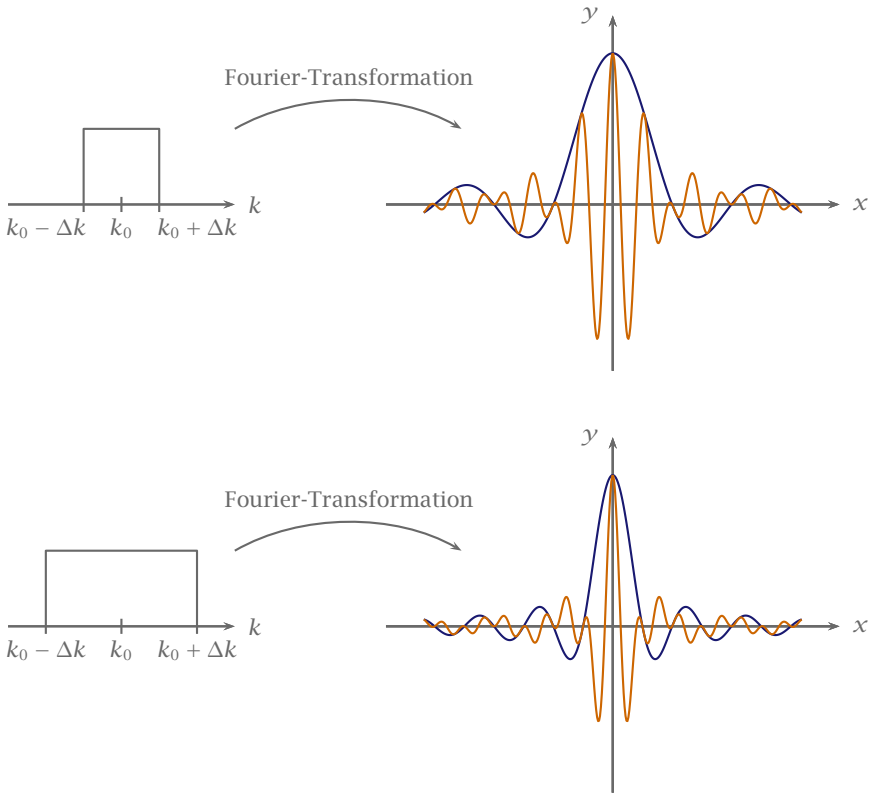 y
Fourier-Transformation
k
x
k₀ − Δk k₀ k₀ + Δk
y
Fourier-Transformation
k
x
k₀ − Δk k₀ k₀ + Δk